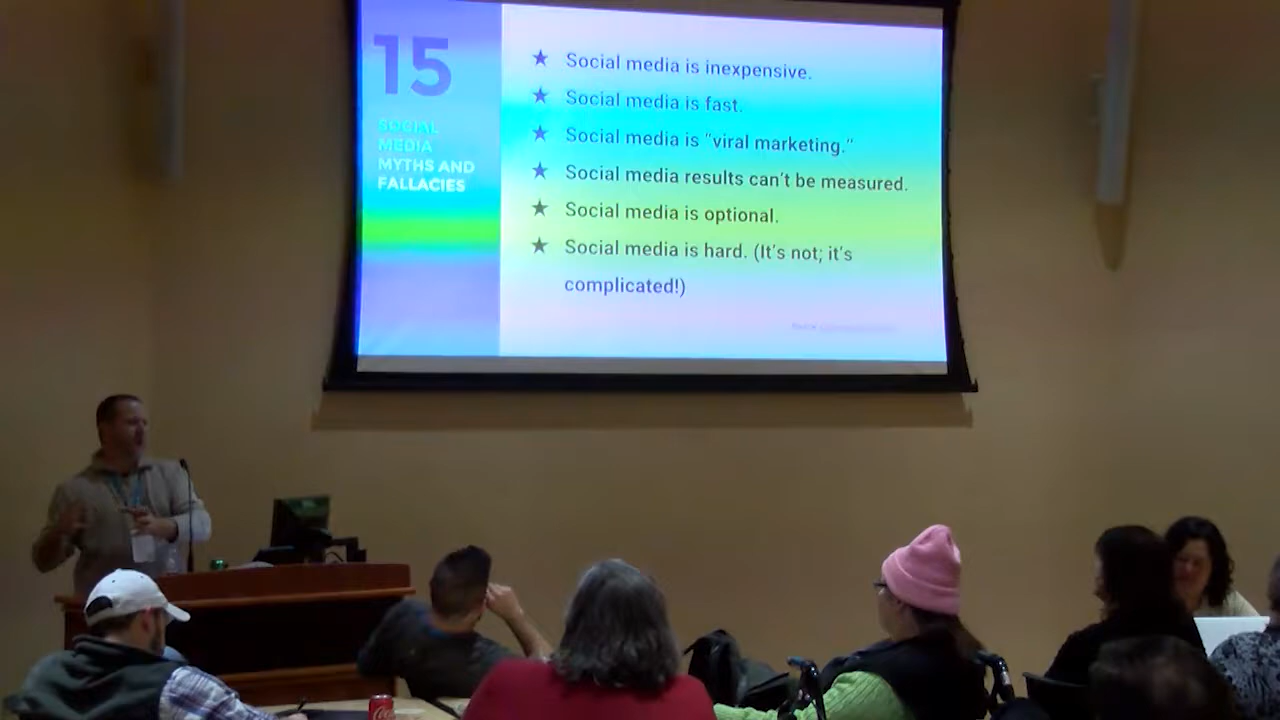 15
SOCIAL
MEDIA
MYTHS AND
FALLACIES
★ Social media is inexpensive.
★ Social media is fast.
★ Social media is “viral marketing.”
★ Social media results can’t be measured.
★ Social media is optional.
★ Social media is hard. (It’s not; it’s
complicated!)